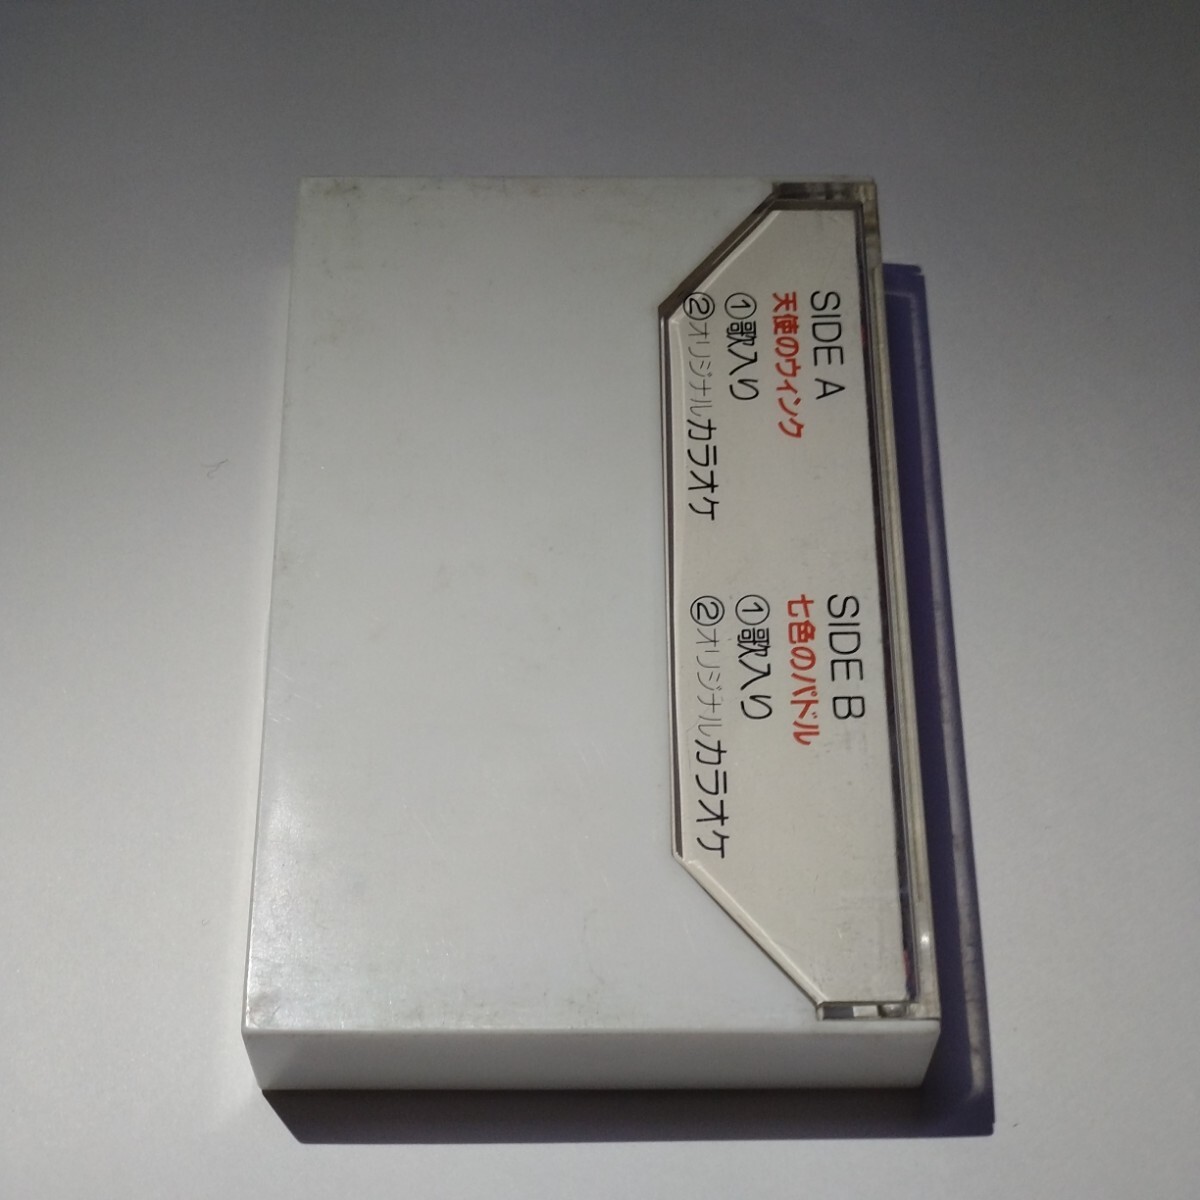 SIDE A
天使のウィンク
①歌入り
②オリジナルカラオケ
SIDE B
七色のパドル
①歌入り
②オリジナルカラオケ